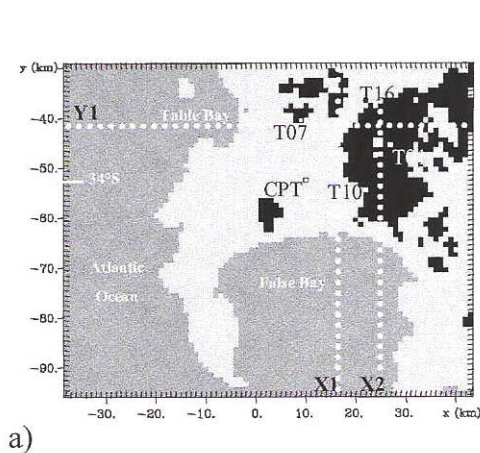 y (km)
-40.
-50.
-60.
-70.
-80.
-90.
Y1
Table Bay
T16
T07
34°S
CPT
T10
Atlantic
Ocean
False Bay
X1
X2
-30.
-20.
-10.
0.
10.
20.
30.
x (km)
a)